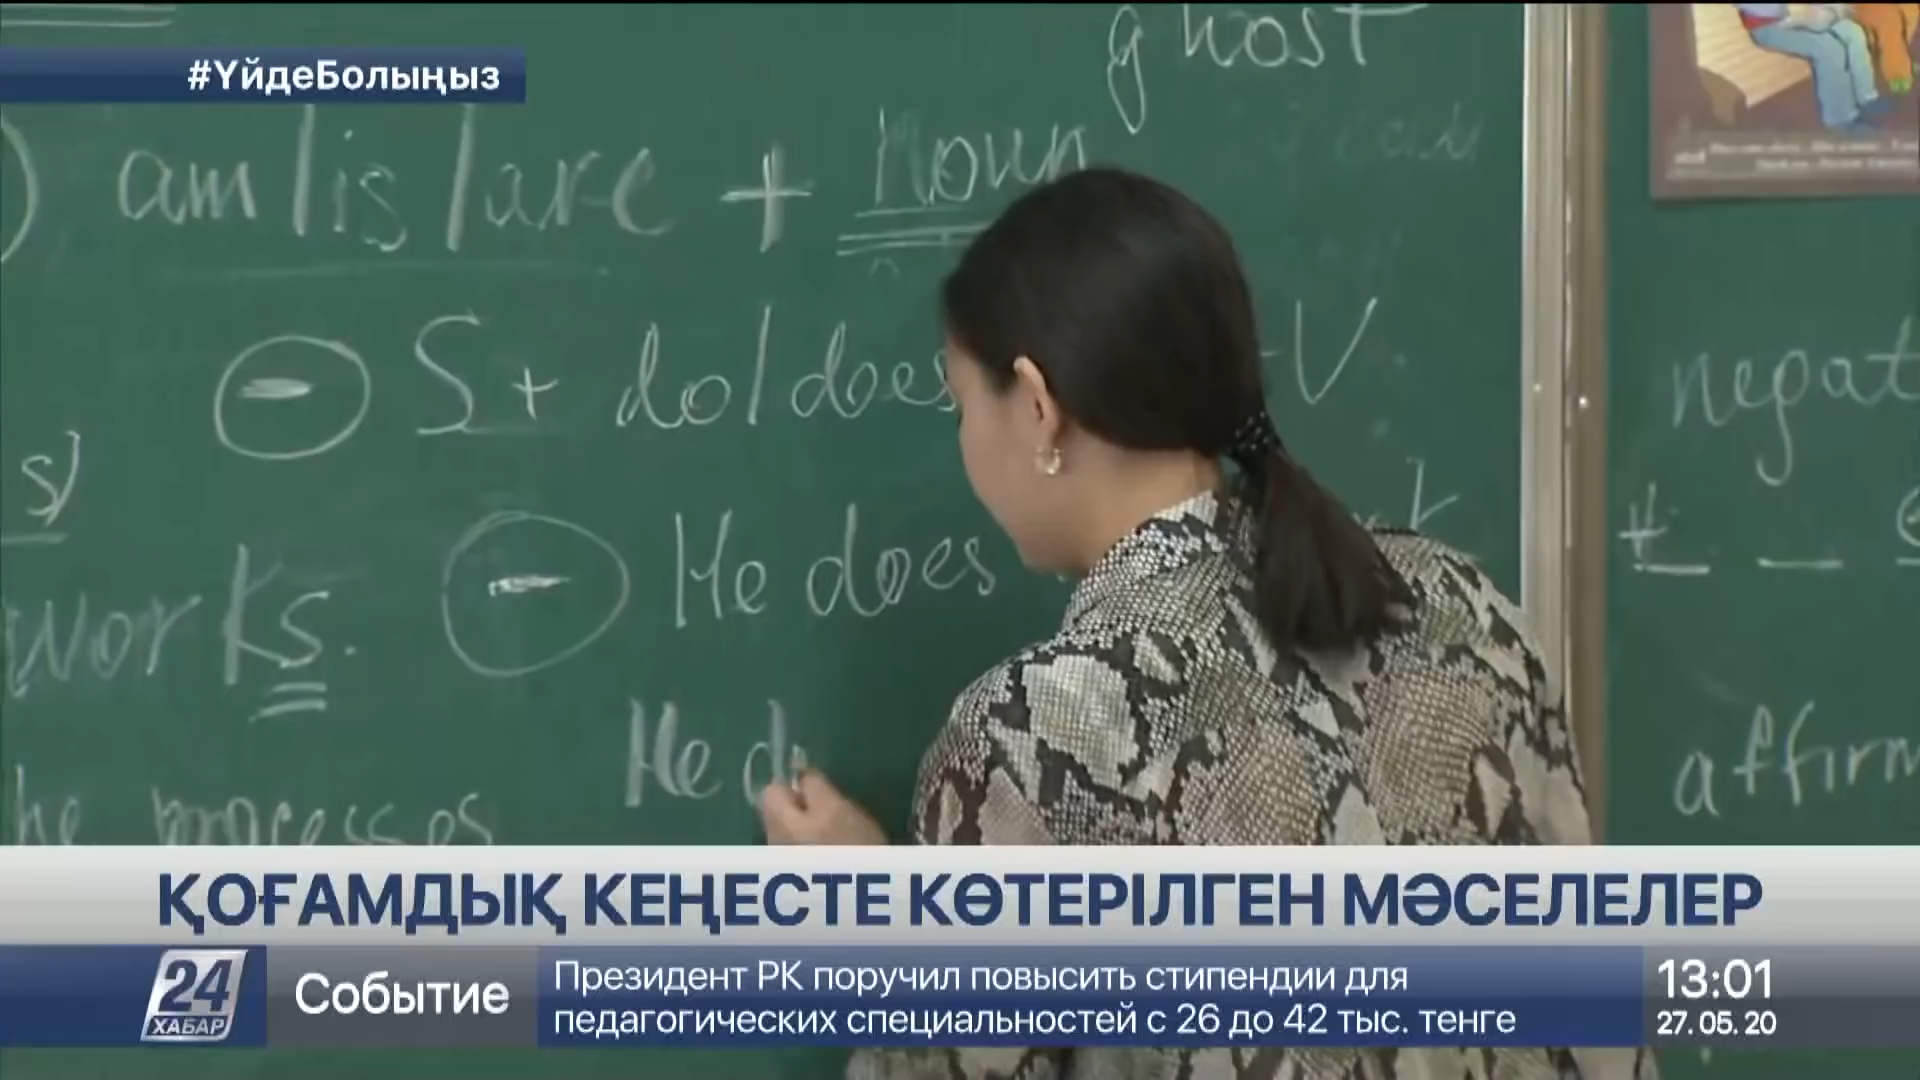 ghost
#ҮйдеБолыңыз
am/is/are + Noun
S+ do/does
V.
negat
s)
He does
works.
He d
affirm
he processes
ҚОҒАМДЫҚ КЕҢЕСТЕ КӨТЕРІЛГЕН МӘСЕЛЕЛЕР
24 ХАБАР
Событие
Президент РК поручил повысить стипендии для
педагогических специальностей с 26 до 42 тыс. тенге
13:01
27.05.20